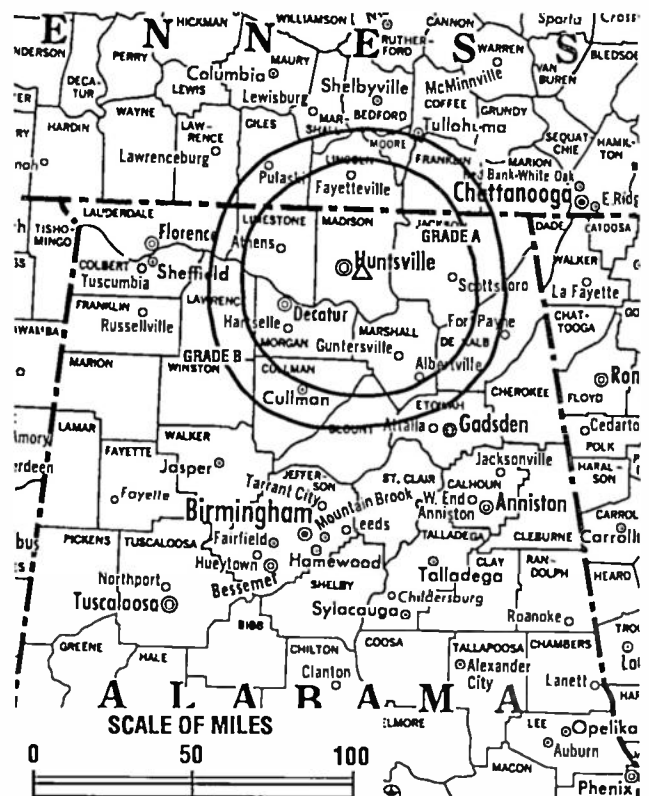 HICKMAN
WILLIAMSON
CANNON
Sparta
E N N E S S
RUTHER-
FORD
WARREN
NDERSON
PERRY
MAURY
BLEDSOE
Columbia
McMinnville
VAN
BUREN
DECA-
TUR
LEWIS
Shelbyville
Lewisburg
COFFEE
BEDFORD
GRUNDY
WAYNE
LAW-
RENCE
GILES
MAR-
SHALL
Tullahoma
HARDIN
SEQUAT-
CHIE
HAMIL-
TON
MOORE
Lawrenceburg
LINCOLN
FRANKLIN
MARION
Pulaski
Red Bank-White Oak
Fayetteville
Chattanooga
E. Ridg
LAUDERDALE
LIMESTONE
MADISON
JACKSON
DADE
CATOOSA
TISHO-
MINGO
Florence
Athens
GRADE A
WALKER
COLBERT
Sheffield
Huntsville
Tuscumbia
Scottsboro
La Fayette
FRANKLIN
LAWRENC
Decatur
CHAT-
TOOGA
Russellville
Hartselle
MARSHALL
Fort Payne
MORGAN
Guntersville
DE KALB
MARION
GRADE B
WINSTON
CULLMAN
Albertville
FLOYD
CHEROKEE
Cullman
ETOWAH
LAMAR
BLOUNT
Attalla
Gadsden
Cedarto
WALKER
POLK
Amory
FAYETTE
Jacksonville
HARAL-
SON
Jasper
JEFFER-
SON
ST. CLAIR
CALHOUN
Tarrant City
Fayette
W. End
Anniston
Anniston
Mountain Brook
Birmingham
Leeds
CARROL
PICKENS
TUSCALOOSA
Fairfield
TALLADEGA
CLEBURNE
Carroll
Homewood
CLAY
RAN-
DOLPH
Hueytown
Talladega
HEARD
Northport
Bessemer
SHELBY
Childersburg
Tuscaloosa
Sylacauga
Roanoke
BIBB
GREENE
HALE
CHILTON
COOSA
TALLAPOOSA
CHAMBERS
Clanton
Alexander
City
Lanett
A L A B A M A
SCALE OF MILES
ELMORE
LEE
Opelika
Auburn
0 50 100
MACON
Phenix